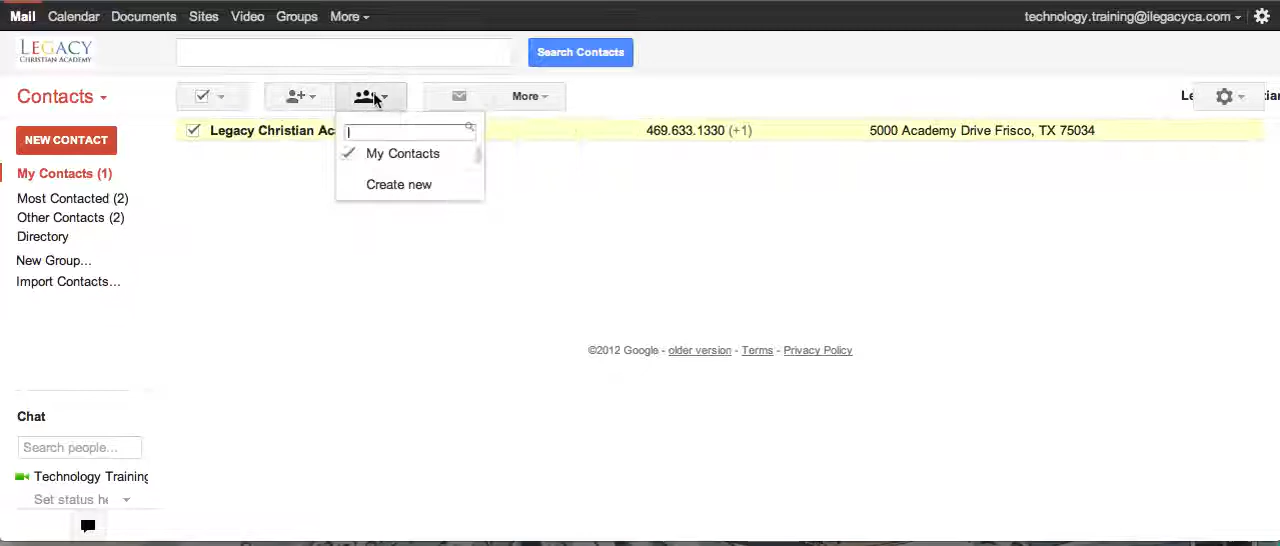 Mail Calendar Documents Sites Video Groups More
technology.training@ilegacyca.com
LEGACY
CHRISTIAN ACADEMY
Search Contacts
Contacts
More
NEW CONTACT
Legacy Christian Ac
469.633.1330 (+1)
5000 Academy Drive Frisco, TX 75034
My Contacts
Create new
My Contacts (1)
Most Contacted (2)
Other Contacts (2)
Directory
New Group...
Import Contacts...
©2012 Google - older version - Terms - Privacy Policy
Chat
Search people...
Technology Training
Set status he